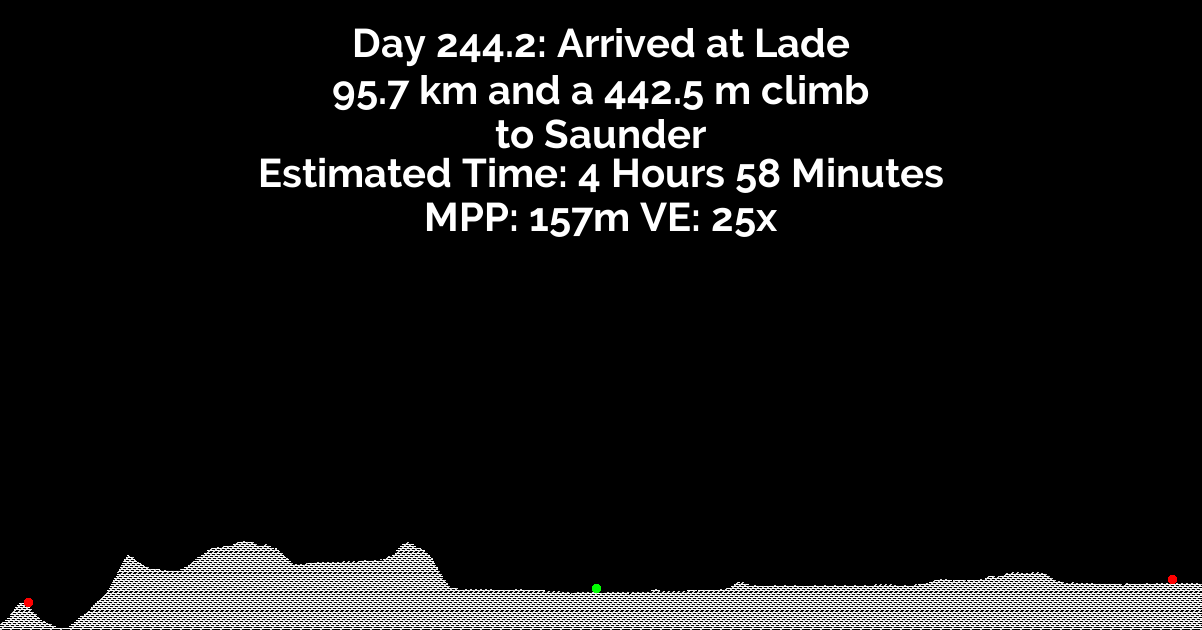 Day 244.2: Arrived at Lade
95.7 km and a 442.5 m climb
to Saunder
Estimated Time: 4 Hours 58 Minutes
MPP: 157m VE: 25x